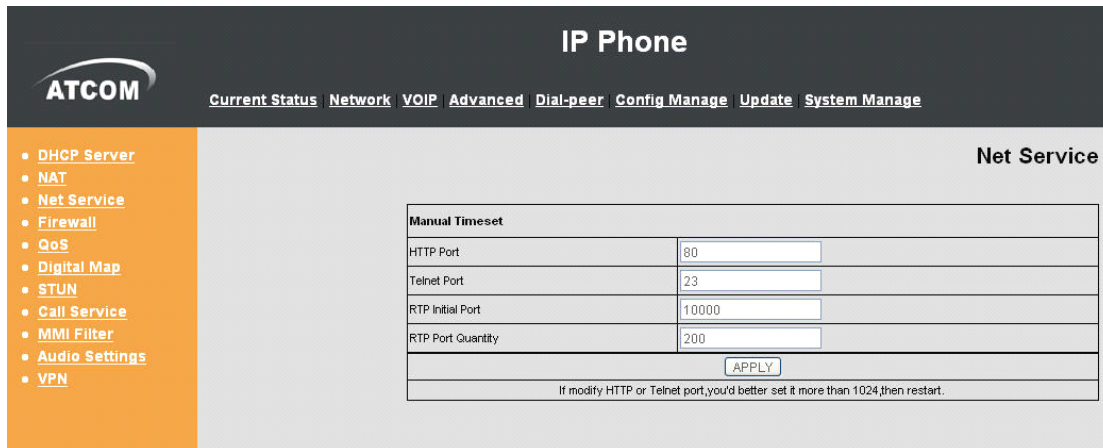 IP Phone
ATCOM
Current Status | Network | VOIP | Advanced | Dial-peer | Config Manage | Update | System Manage
DHCP Server
NAT
Net Service
Firewall
QoS
Digital Map
STUN
Call Service
MMI Filter
Audio Settings
VPN
Net Service
Manual Timeset
HTTP Port 80
Telnet Port 23
RTP Initial Port 10000
RTP Port Quantity 200
APPLY
If modify HTTP or Telnet port,you'd better set it more than 1024,then restart.